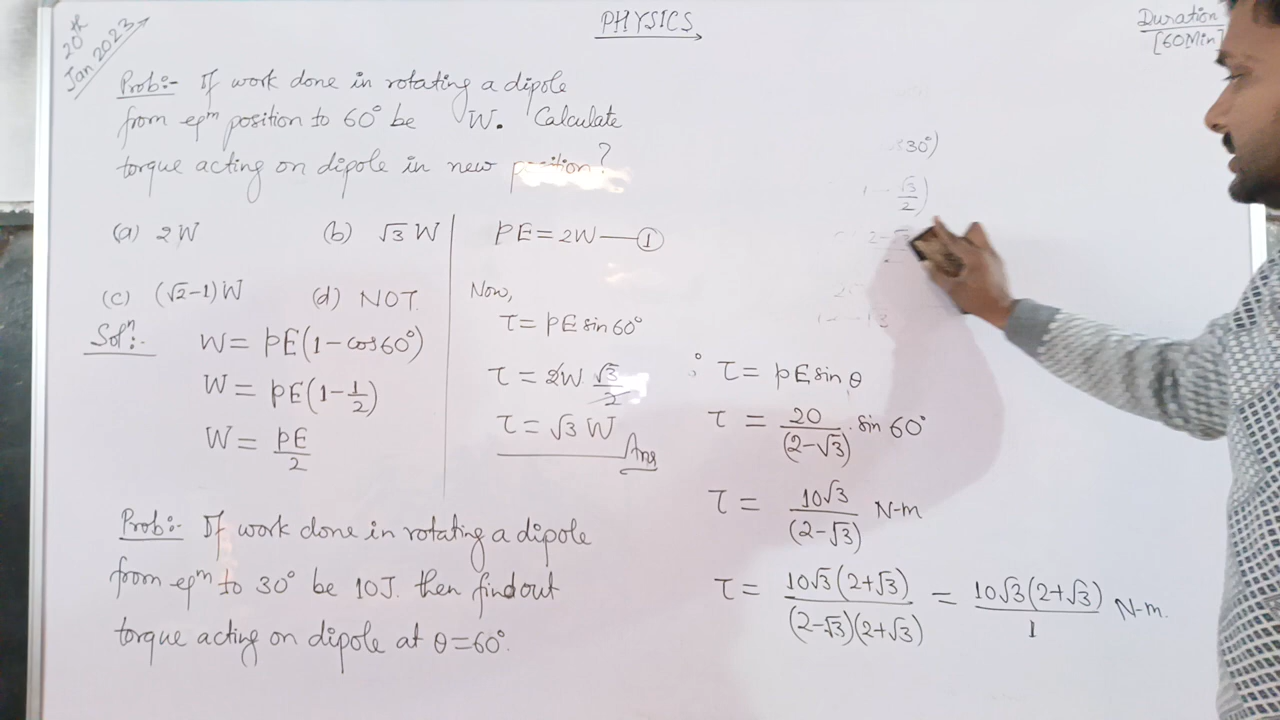 20th
Jan 2023
PHYSICS
Duration
[60Min]
Prob:- If work done in rotating a dipole
from eqᵐ position to 60° be W. Calculate
torque acting on dipole in new position?
(a) 2W (b) √3 W
(c) (√2-1)W (d) NOT
Solⁿ:- W = pE(1-cos60°)
W = pE(1-1/2)
W = pE/2
pE = 2W —①
Now,
τ = pE sin 60°
τ = 2W √3/2
τ = √3 W Ans
Prob:- If work done in rotating a dipole
from eqᵐ to 30° be 10J. then find out
torque acting on dipole at θ=60°.
30°)
1 - √3/2)
∵ τ = pE sin θ
τ = 20/(2-√3) · sin 60°
τ = 10√3/(2-√3) N-m
τ = 10√3(2+√3)/(2-√3)(2+√3) = 10√3(2+√3)/1 N-m.